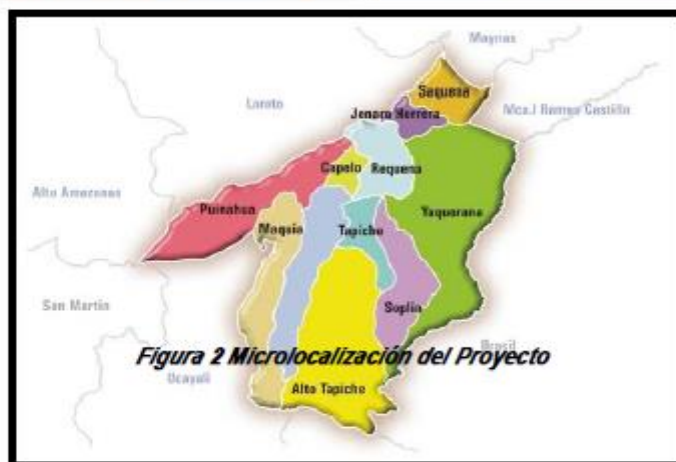 Maynas
Saquena
Loreto
Jenaro Herrera
Mcal Ramon Castilla
Capelo
Requena
Alto Amazonas
Puinahua
Yaquerana
Maquia
Tapiche
San Martin
Soplin
Brasil
Figura 2 Microlocalización del Proyecto
Ucayali
Alto Tapiche